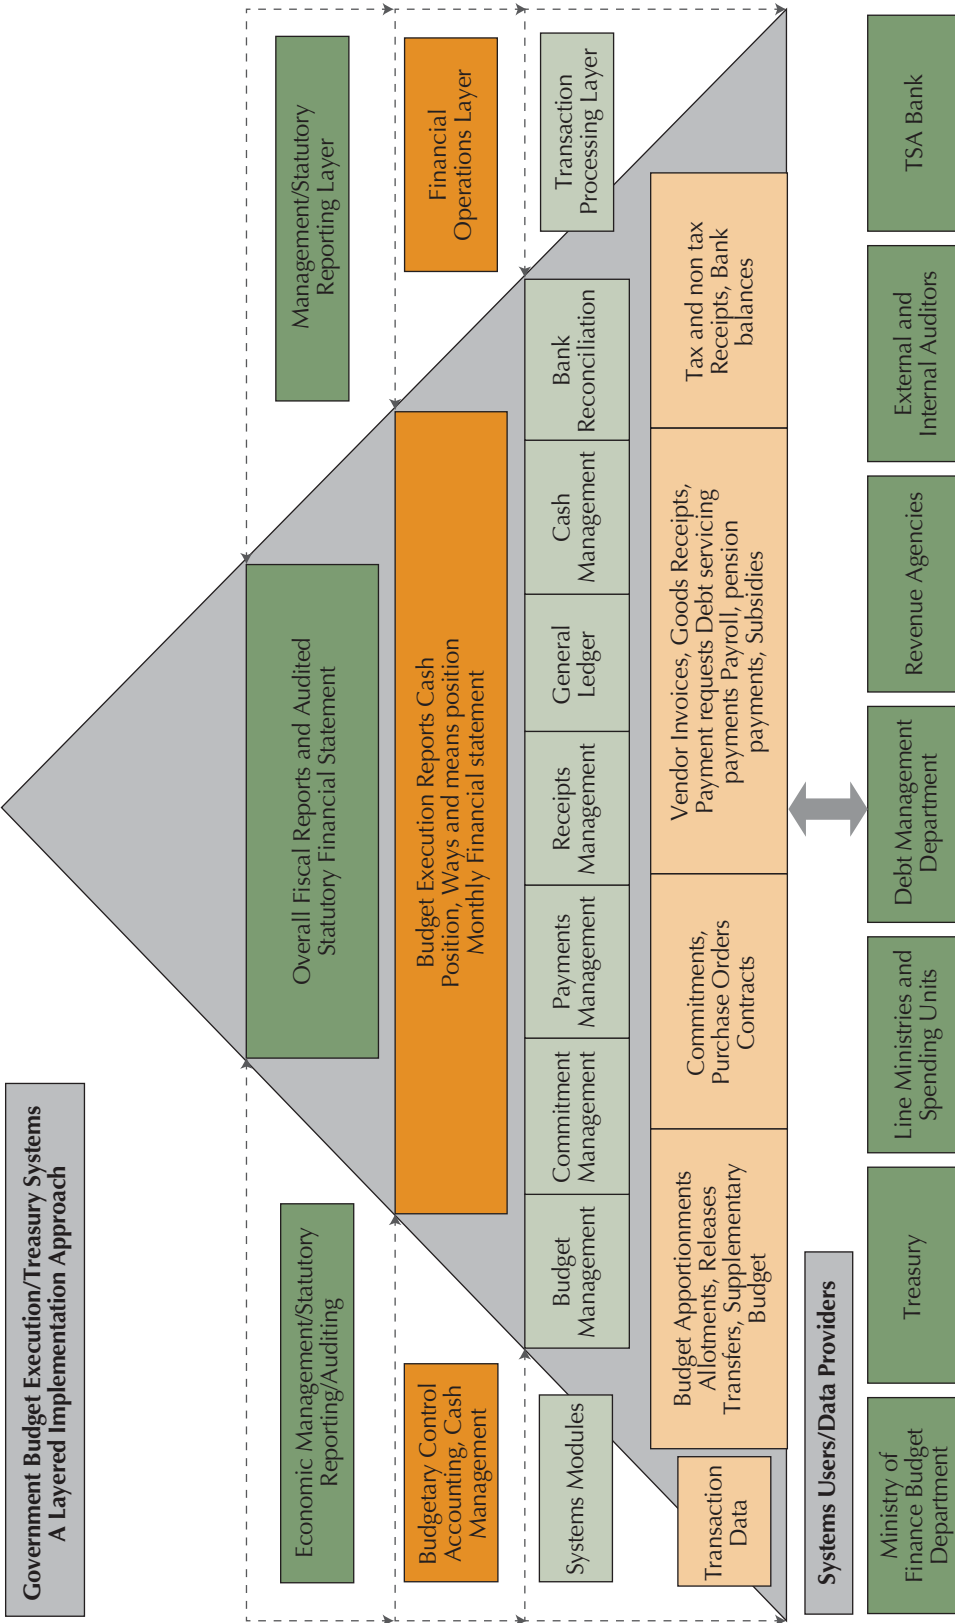 Government Budget Execution/Treasury Systems
A Layered Implementation Approach
Economic Management/Statutory
Reporting/Auditing
Overall Fiscal Reports and Audited
Statutory Financial Statement
Management/Statutory
Reporting Layer
Budgetary Control
Accounting, Cash
Management
Budget Execution Reports Cash
Position, Ways and means position
Monthly Financial statement
Financial
Operations Layer
Systems Modules
Budget
Management
Commitment
Management
Payments
Management
Receipts
Management
General
Ledger
Cash
Management
Bank
Reconciliation
Transaction
Processing Layer
Transaction
Data
Budget Apportionments
Allotments, Releases
Transfers, Supplementary
Budget
Commitments,
Purchase Orders
Contracts
Vendor Invoices, Goods Receipts,
Payment requests Debt servicing
payments Payroll, pension
payments, Subsidies
Tax and non tax
Receipts, Bank
balances
Systems Users/Data Providers
Ministry of
Finance Budget
Department
Treasury
Line Ministries and
Spending Units
Debt Management
Department
Revenue Agencies
External and
Internal Auditors
TSA Bank